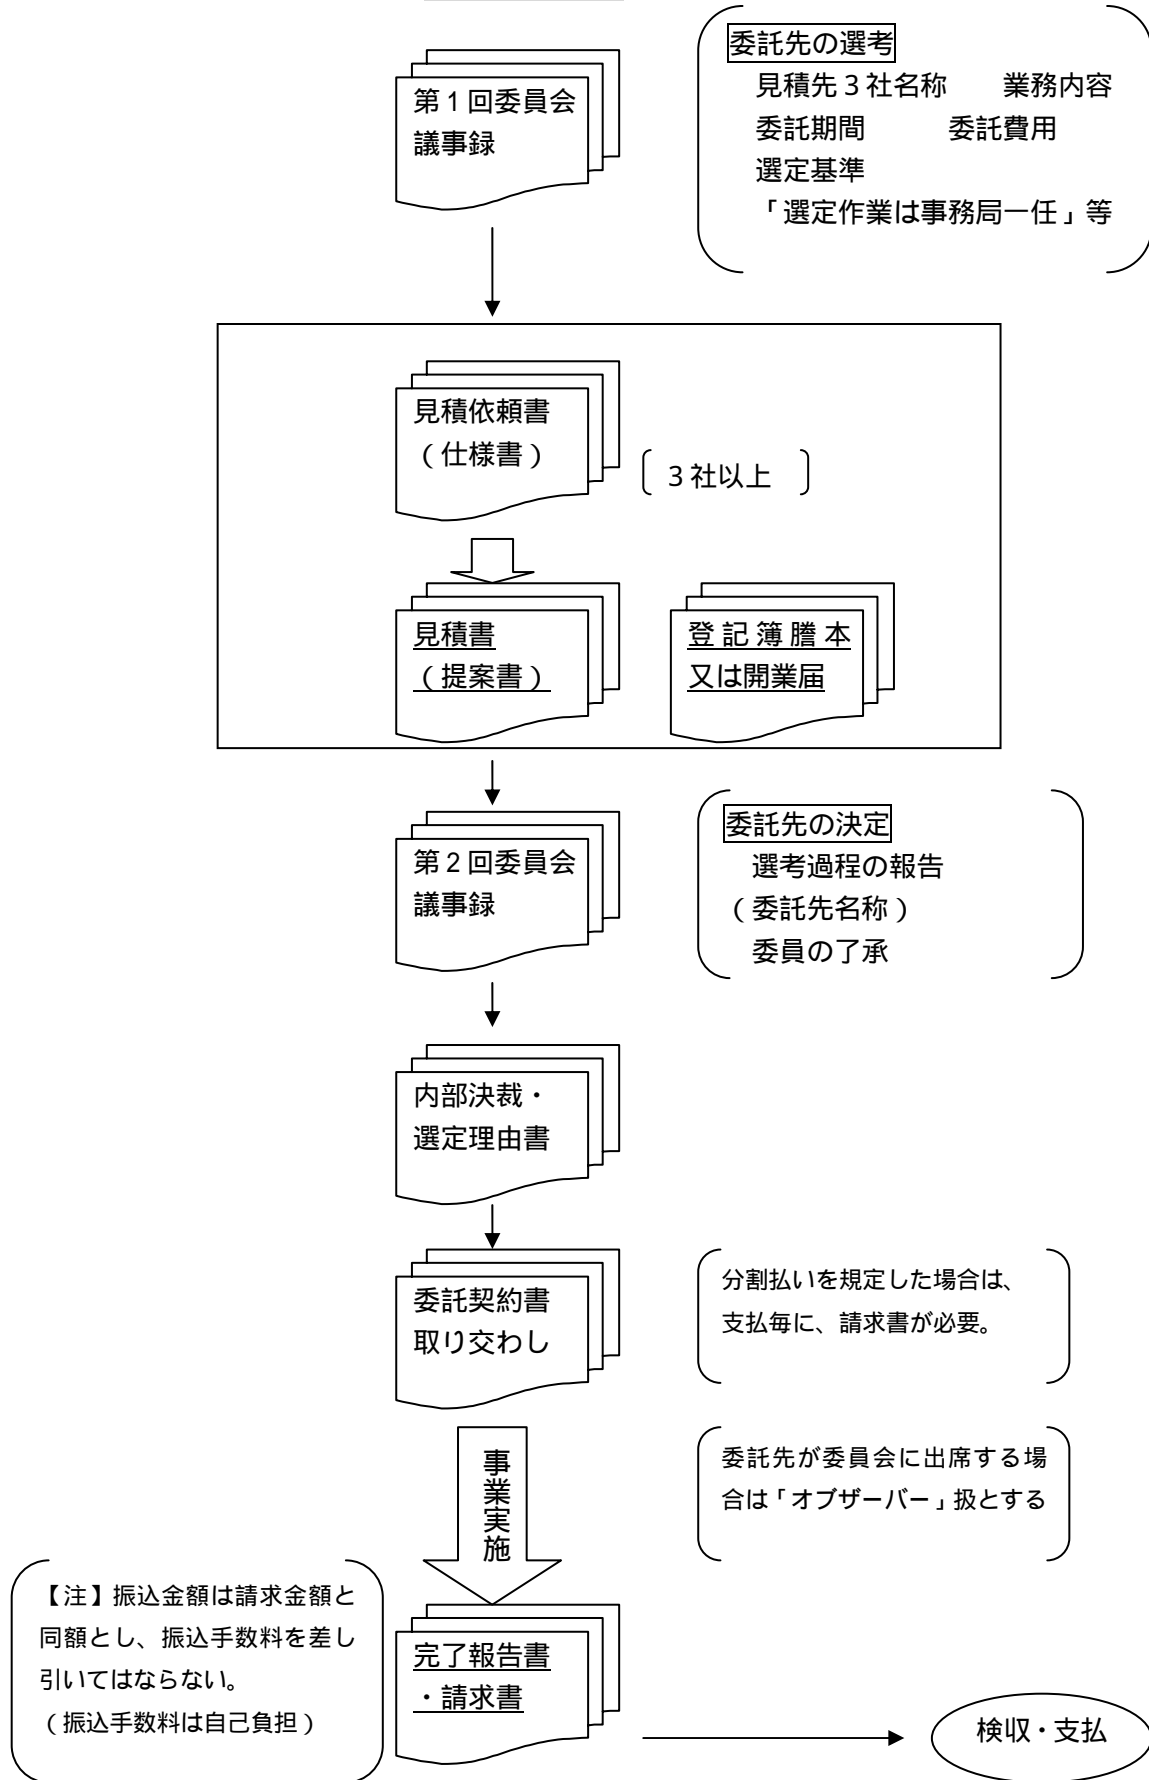 委託先の選考
見積先３社名称　　業務内容
委託期間　　　委託費用
選定基準
「選定作業は事務局一任」等
第１回委員会
議事録
見積依頼書
（仕様書）
３社以上
見積書
（提案書）
登記簿謄本
又は開業届
委託先の決定
選考過程の報告
（委託先名称）
委員の了承
第２回委員会
議事録
内部決裁・
選定理由書
委託契約書
取り交わし
分割払いを規定した場合は、
支払毎に、請求書が必要。
事業実施
委託先が委員会に出席する場
合は「オブザーバー」扱とする
【注】振込金額は請求金額と
同額とし、振込手数料を差し
引いてはならない。
（振込手数料は自己負担）
完了報告書
・請求書
検収・支払